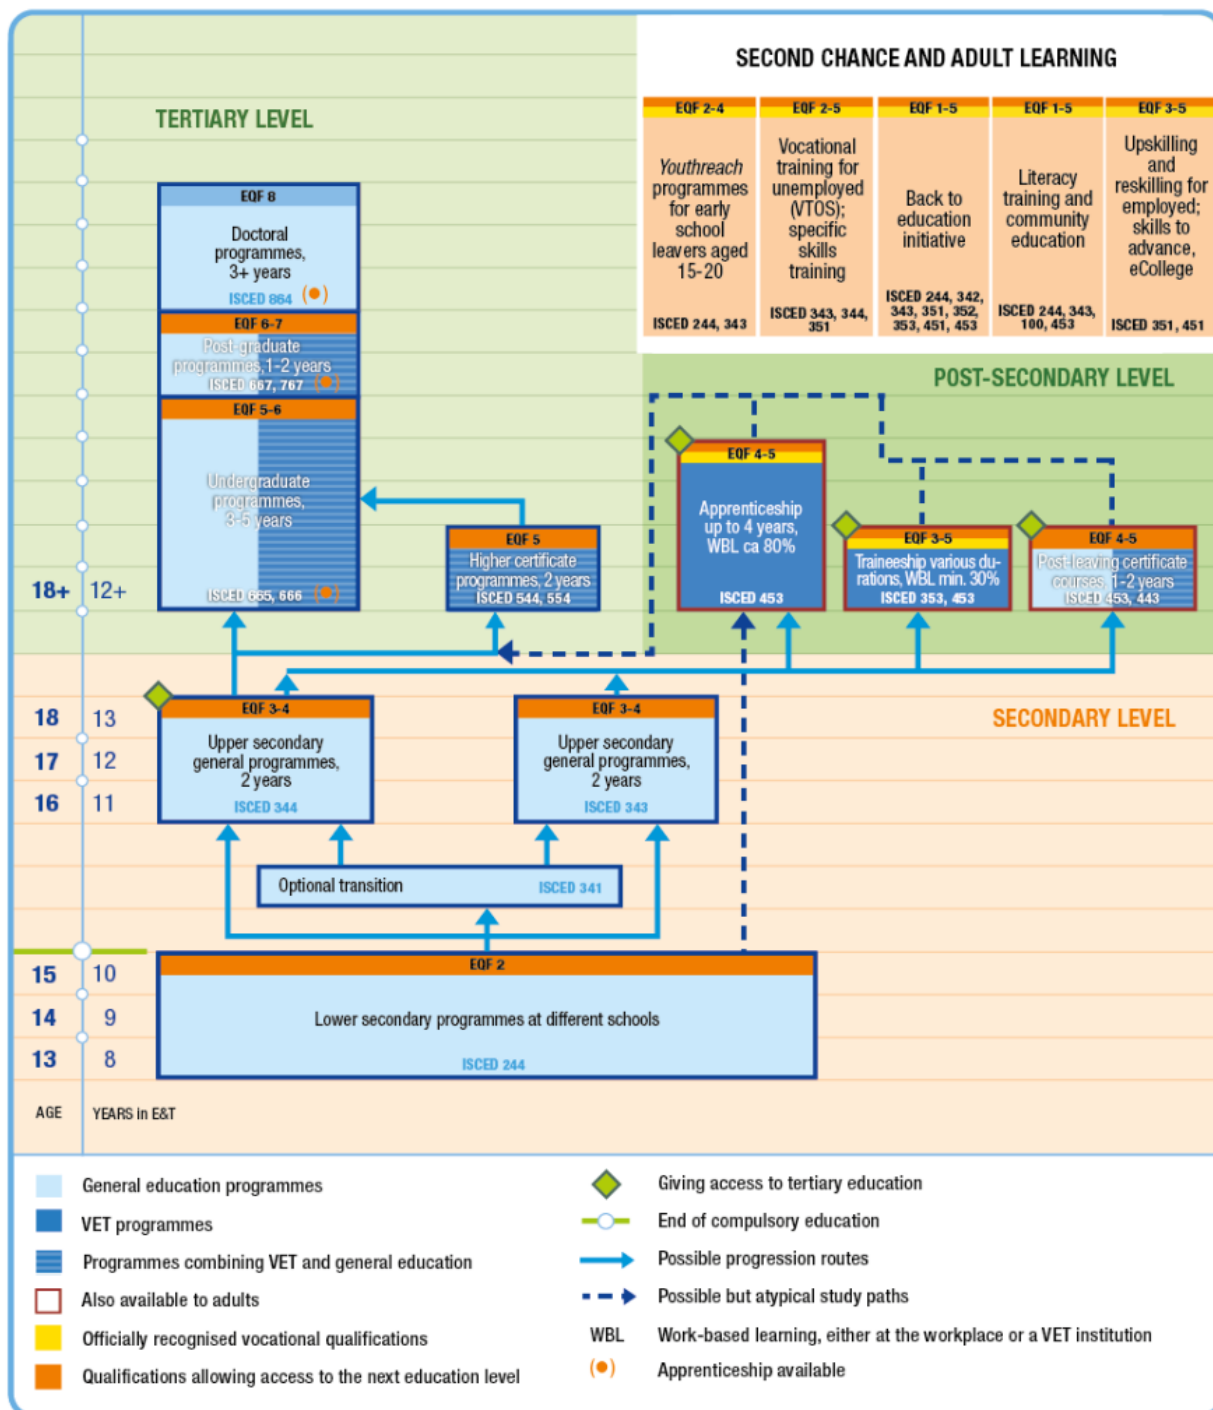 SECOND CHANCE AND ADULT LEARNING
EQF 2-4
Youthreach
programmes
for early
school
leavers aged
15-20
ISCED 244, 343
EQF 2-5
Vocational
training for
unemployed
(VTOS);
specific
skills
training
ISCED 343, 344,
351
EQF 1-5
Back to
education
initiative
ISCED 244, 342,
343, 351, 352,
353, 451, 453
EQF 1-5
Literacy
training and
community
education
ISCED 244, 343,
100, 453
EQF 3-5
Upskilling
and
reskilling for
employed;
skills to
advance,
eCollege
ISCED 351, 451
TERTIARY LEVEL
EQF 8
Doctoral
programmes,
3+ years
ISCED 864
EQF 6-7
Post-graduate
programmes, 1-2 years
ISCED 667, 767
EQF 5-6
Undergraduate
programmes,
3-5 years
ISCED 665, 666
EQF 5
Higher certificate
programmes, 2 years
ISCED 544, 554
POST-SECONDARY LEVEL
EQF 4-5
Apprenticeship
up to 4 years,
WBL ca 80%
ISCED 453
EQF 3-5
Traineeship various du-
rations, WBL min. 30%
ISCED 353, 453
EQF 4-5
Post-leaving certificate
courses, 1-2 years
ISCED 453, 443
18+ 12+
SECONDARY LEVEL
18 13
17 12
16 11
EQF 3-4
Upper secondary
general programmes,
2 years
ISCED 344
EQF 3-4
Upper secondary
general programmes,
2 years
ISCED 343
Optional transition ISCED 341
15 10
14 9
13 8
EQF 2
Lower secondary programmes at different schools
ISCED 244
AGE YEARS in E&T
General education programmes
VET programmes
Programmes combining VET and general education
Also available to adults
Officially recognised vocational qualifications
Qualifications allowing access to the next education level
Giving access to tertiary education
End of compulsory education
Possible progression routes
Possible but atypical study paths
WBL Work-based learning, either at the workplace or a VET institution
Apprenticeship available